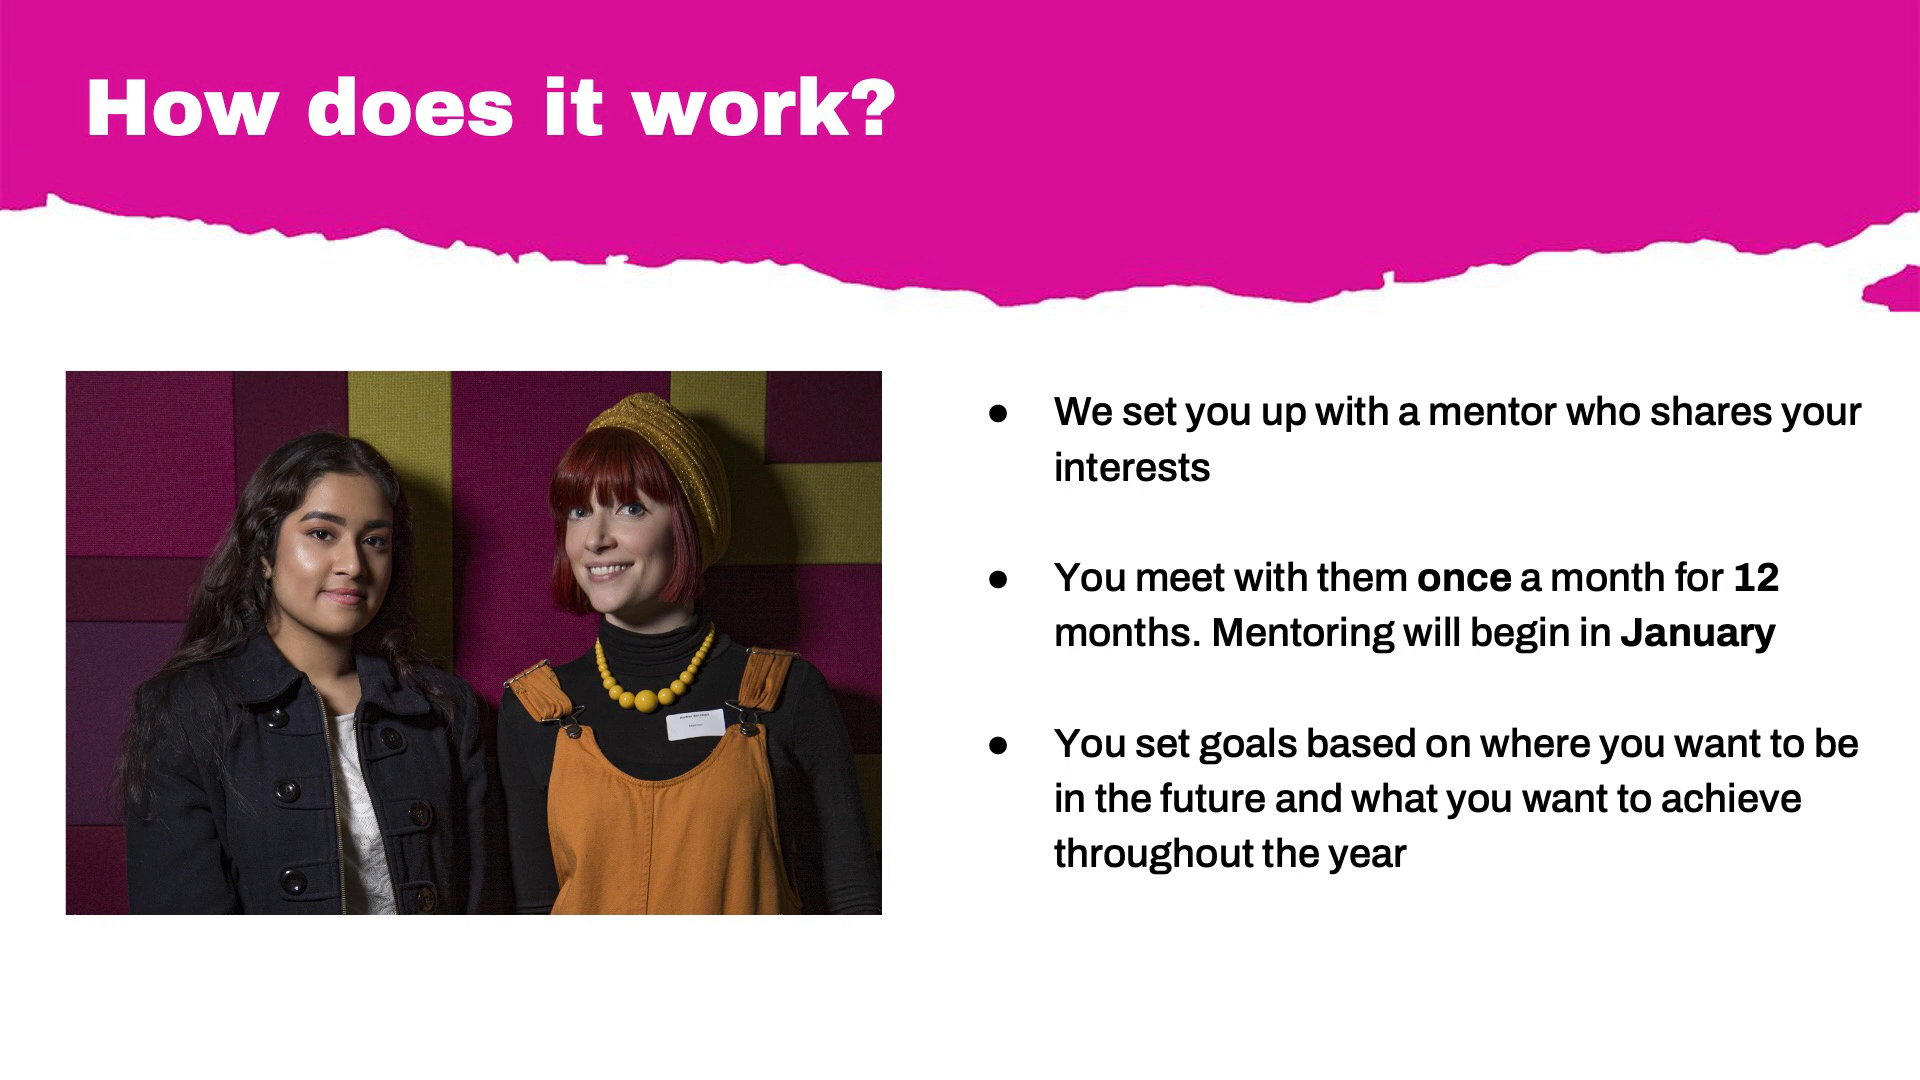 How does it work?
● We set you up with a mentor who shares your
interests
● You meet with them once a month for 12
months. Mentoring will begin in January
● You set goals based on where you want to be
in the future and what you want to achieve
throughout the year